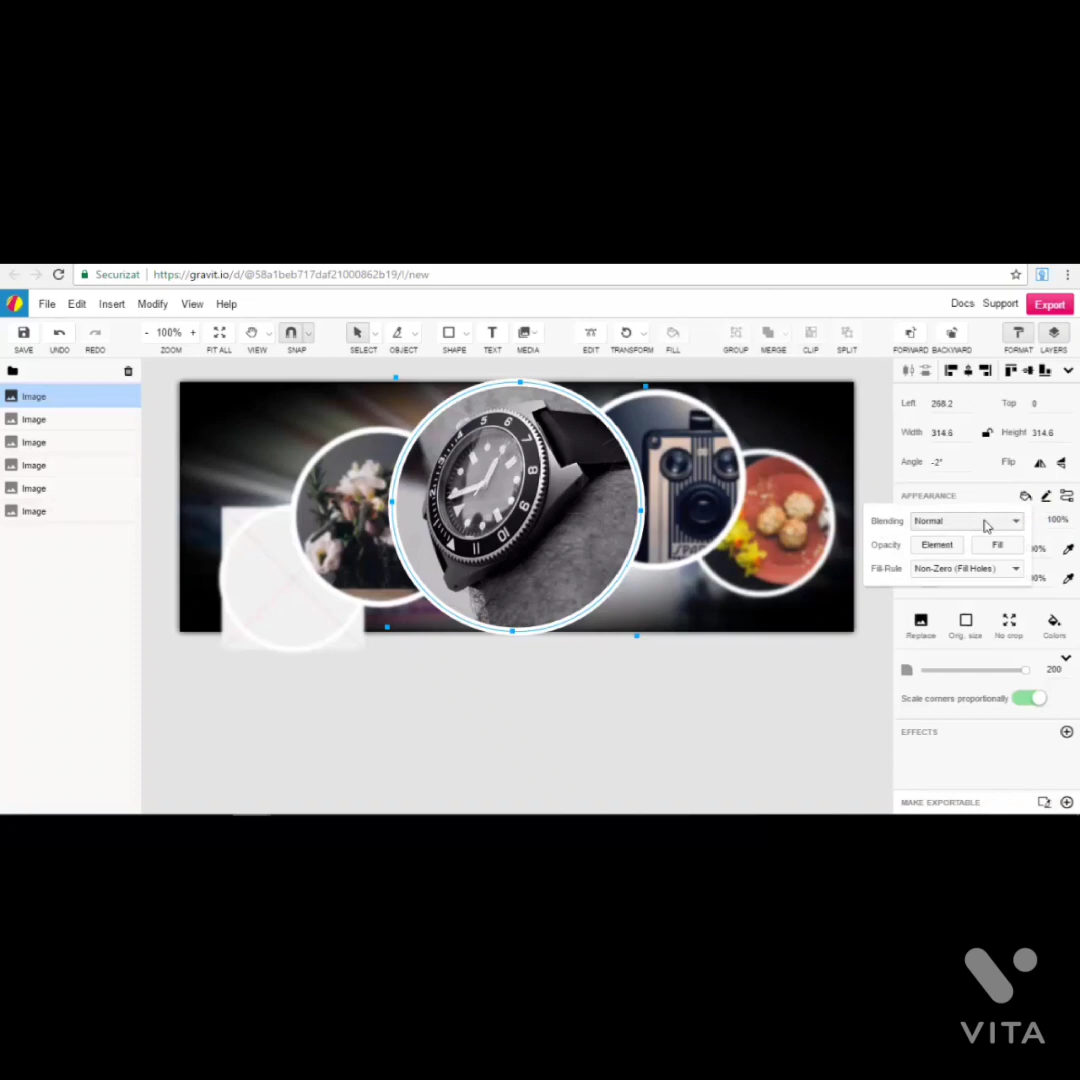 Securizat https://gravit.io/d/@58a1beb717daf21000862b19/!/new
File Edit Insert Modify View Help Docs Support Export
- 100% +
SAVE UNDO REDO ZOOM FIT ALL VIEW SNAP SELECT OBJECT SHAPE TEXT MEDIA EDIT TRANSFORM FILL GROUP MERGE CLIP SPLIT FORWARD BACKWARD FORMAT LAYERS
Image
Image
Image
Image
Image
Image
Left 268.2 Top 0
Width 314.6 Height 314.6
Angle -2° Flip
APPEARANCE
Blending Normal 100%
Opacity Element Fill 0%
Fill-Rule Non-Zero (Fill Holes) 0%
Replace Orig. size No crop Colors
200
Scale corners proportionally
EFFECTS
MAKE EXPORTABLE
VITA